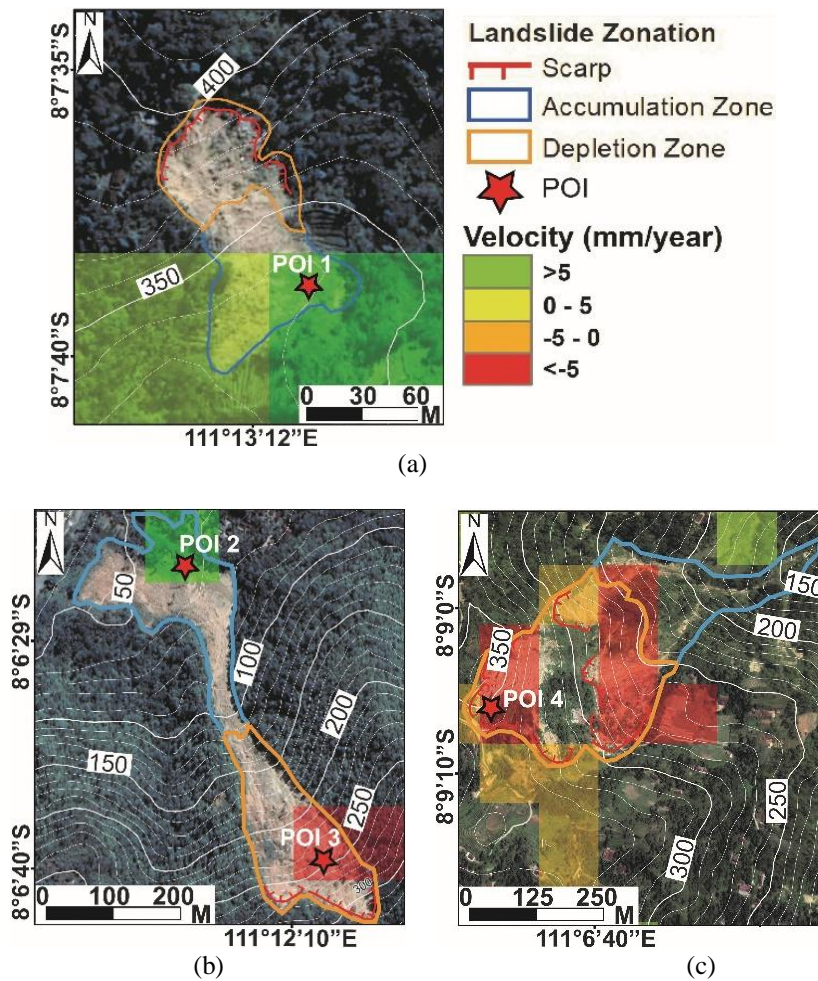 N
8°7'35"S
400
350
POI 1
8°7'40"S
0 30 60
M
111°13'12"E
Landslide Zonation
Scarp
Accumulation Zone
Depletion Zone
POI
Velocity (mm/year)
>5
0 - 5
-5 - 0
<-5
(a)
N
POI 2
50
8°6'29"S
100
200
150
250
POI 3
300
8°6'40"S
0 100 200
M
111°12'10"E
(b)
N
150
8°9'0"S
200
350
POI 4
8°9'10"S
250
300
0 125 250
M
111°6'40"E
(c)